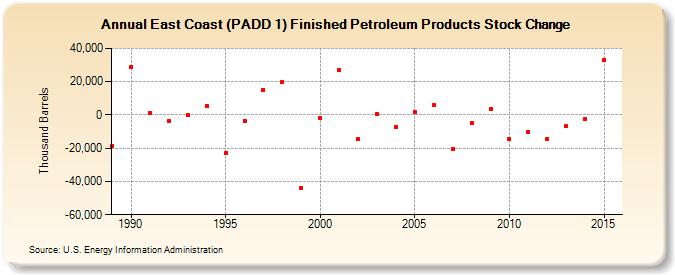 Annual East Coast (PADD 1) Finished Petroleum Products Stock Change
Thousand Barrels
40,000
20,000
0
-20,000
-40,000
-60,000
1990 1995 2000 2005 2010 2015
Source: U.S. Energy Information Administration